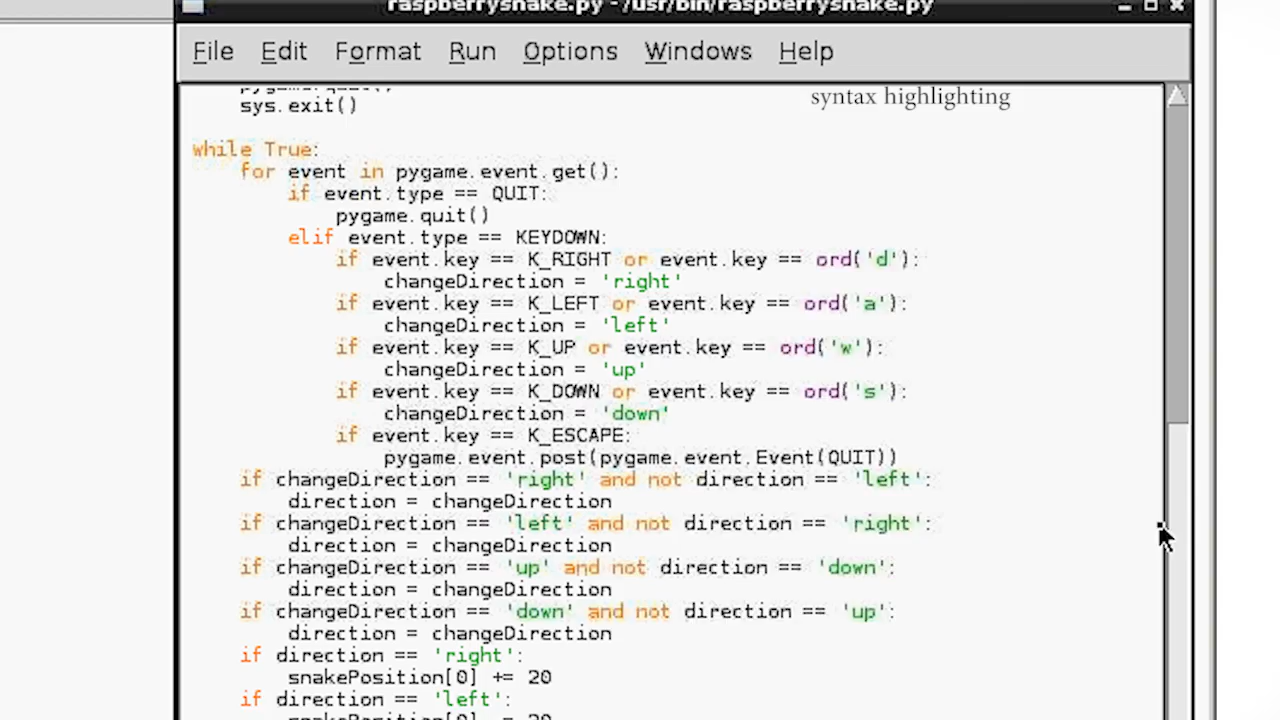 raspberrysnake.py - /usr/bin/raspberrysnake.py
File Edit Format Run Options Windows Help
syntax highlighting
pygame.quit()
sys.exit()
while True:
for event in pygame.event.get():
if event.type == QUIT:
pygame.quit()
elif event.type == KEYDOWN:
if event.key == K_RIGHT or event.key == ord('d'):
changeDirection = 'right'
if event.key == K_LEFT or event.key == ord('a'):
changeDirection = 'left'
if event.key == K_UP or event.key == ord('w'):
changeDirection = 'up'
if event.key == K_DOWN or event.key == ord('s'):
changeDirection = 'down'
if event.key == K_ESCAPE:
pygame.event.post(pygame.event.Event(QUIT))
if changeDirection == 'right' and not direction == 'left':
direction = changeDirection
if changeDirection == 'left' and not direction == 'right':
direction = changeDirection
if changeDirection == 'up' and not direction == 'down':
direction = changeDirection
if changeDirection == 'down' and not direction == 'up':
direction = changeDirection
if direction == 'right':
snakePosition[0] += 20
if direction == 'left':